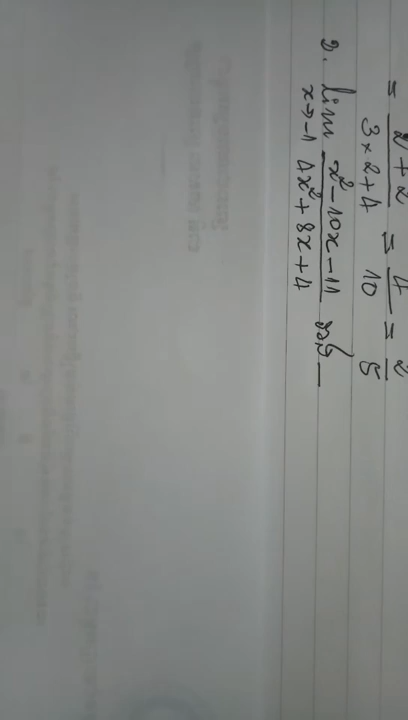 = 2+2 / 3×2+4 = 4/10 = 2/5
2. lim x→-1 x²-10x-11 / 4x²+8x+4